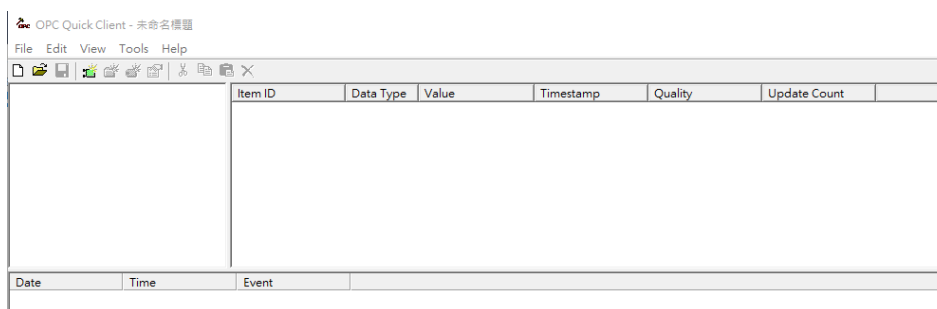 OPC Quick Client - 未命名標題
File Edit View Tools Help
Item ID Data Type Value Timestamp Quality Update Count
Date Time Event